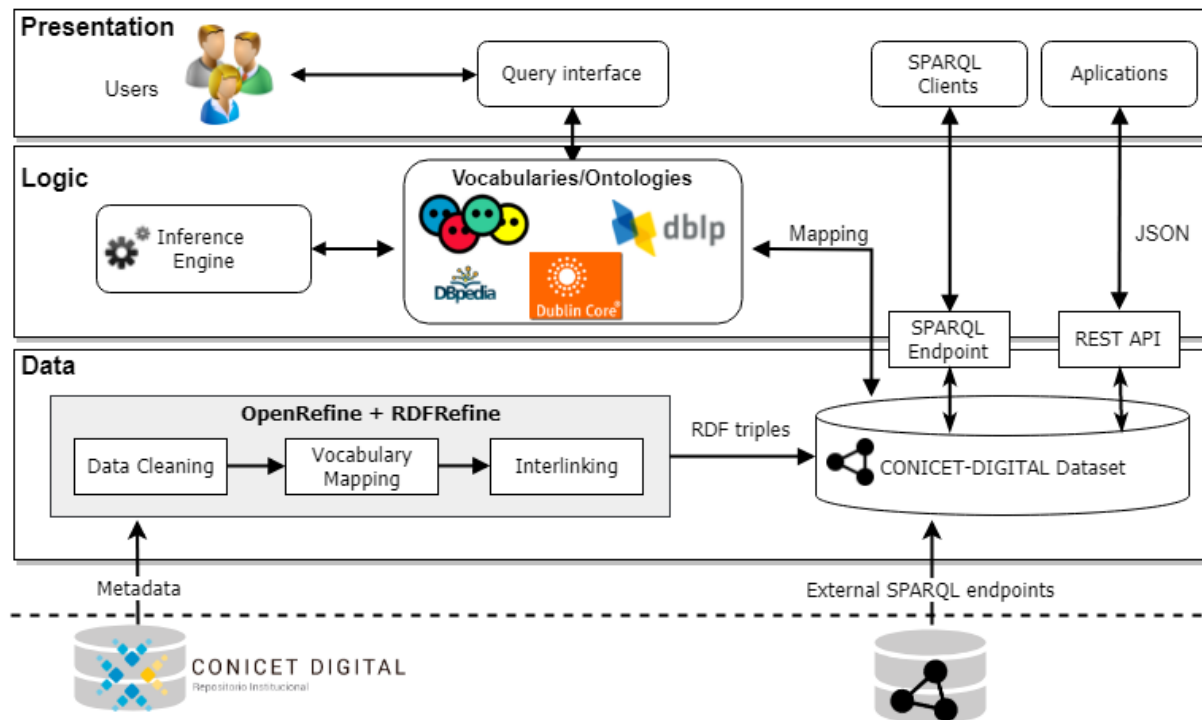 Presentation
Users
Query interface
SPARQL
Clients
Aplications
Logic
Vocabularies/Ontologies
dblp
DBpedia
Dublin Core®
Inference
Engine
Mapping
JSON
SPARQL
Endpoint
REST API
Data
OpenRefine + RDFRefine
Data Cleaning
Vocabulary
Mapping
Interlinking
RDF triples
CONICET-DIGITAL Dataset
Metadada
External SPARQL endpoints
CONICET DIGITAL
Repositorio Institucional